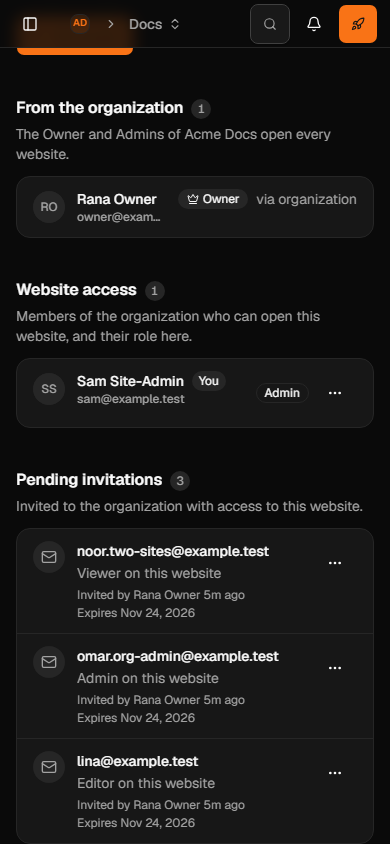 AD
Docs
From the organization 1
The Owner and Admins of Acme Docs open every
website.
RO
Rana Owner
Owner
via organization
owner@exam...
Website access 1
Members of the organization who can open this
website, and their role here.
SS
Sam Site-Admin You
sam@example.test
Admin
Pending invitations 3
Invited to the organization with access to this website.
noor.two-sites@example.test
Viewer on this website
Invited by Rana Owner 5m ago
Expires Nov 24, 2026
omar.org-admin@example.test
Admin on this website
Invited by Rana Owner 5m ago
Expires Nov 24, 2026
lina@example.test
Editor on this website
Invited by Rana Owner 5m ago
Expires Nov 24, 2026